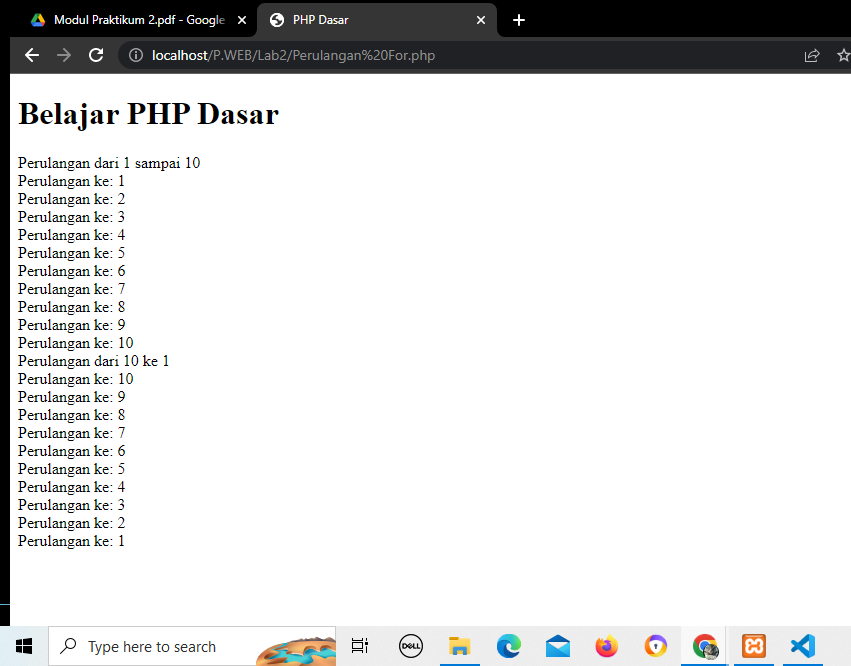 Modul Praktikum 2.pdf - Google
PHP Dasar
localhost/P.WEB/Lab2/Perulangan%20For.php
Belajar PHP Dasar
Perulangan dari 1 sampai 10
Perulangan ke: 1
Perulangan ke: 2
Perulangan ke: 3
Perulangan ke: 4
Perulangan ke: 5
Perulangan ke: 6
Perulangan ke: 7
Perulangan ke: 8
Perulangan ke: 9
Perulangan ke: 10
Perulangan dari 10 ke 1
Perulangan ke: 10
Perulangan ke: 9
Perulangan ke: 8
Perulangan ke: 7
Perulangan ke: 6
Perulangan ke: 5
Perulangan ke: 4
Perulangan ke: 3
Perulangan ke: 2
Perulangan ke: 1
Type here to search
DELL